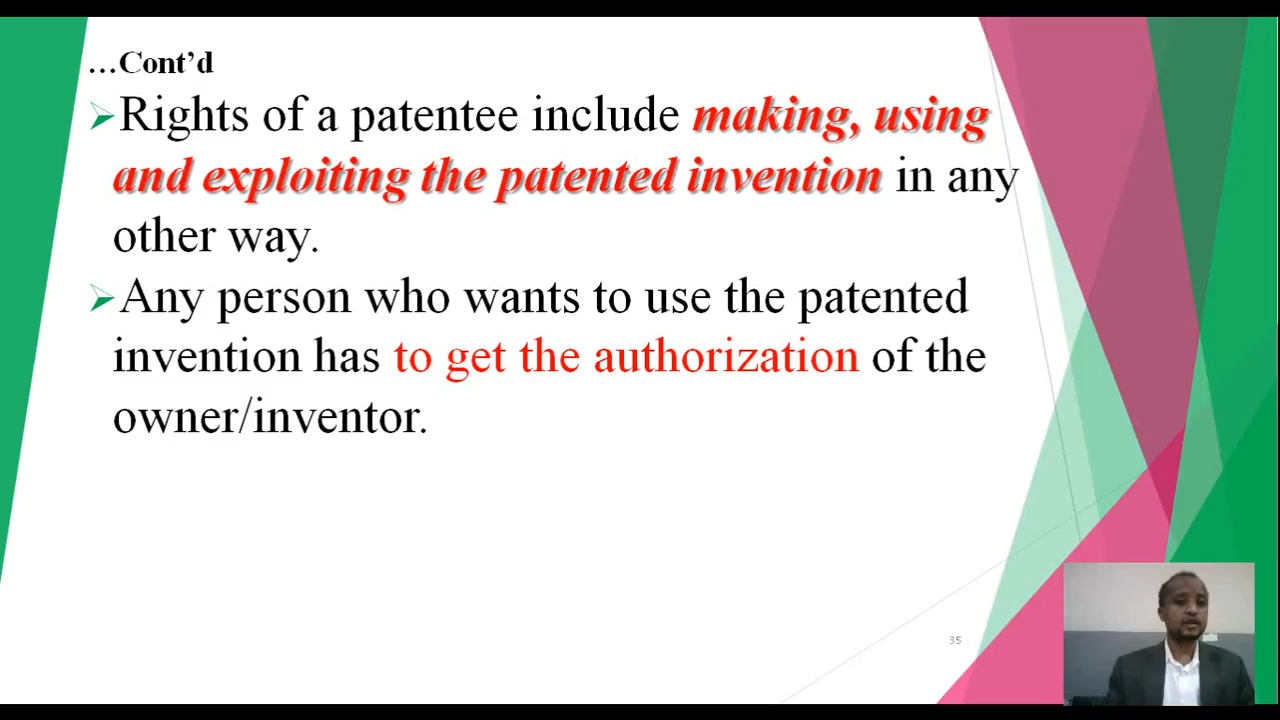 …Cont’d
➢Rights of a patentee include making, using
and exploiting the patented invention in any
other way.
➢Any person who wants to use the patented
invention has to get the authorization of the
owner/inventor.
35